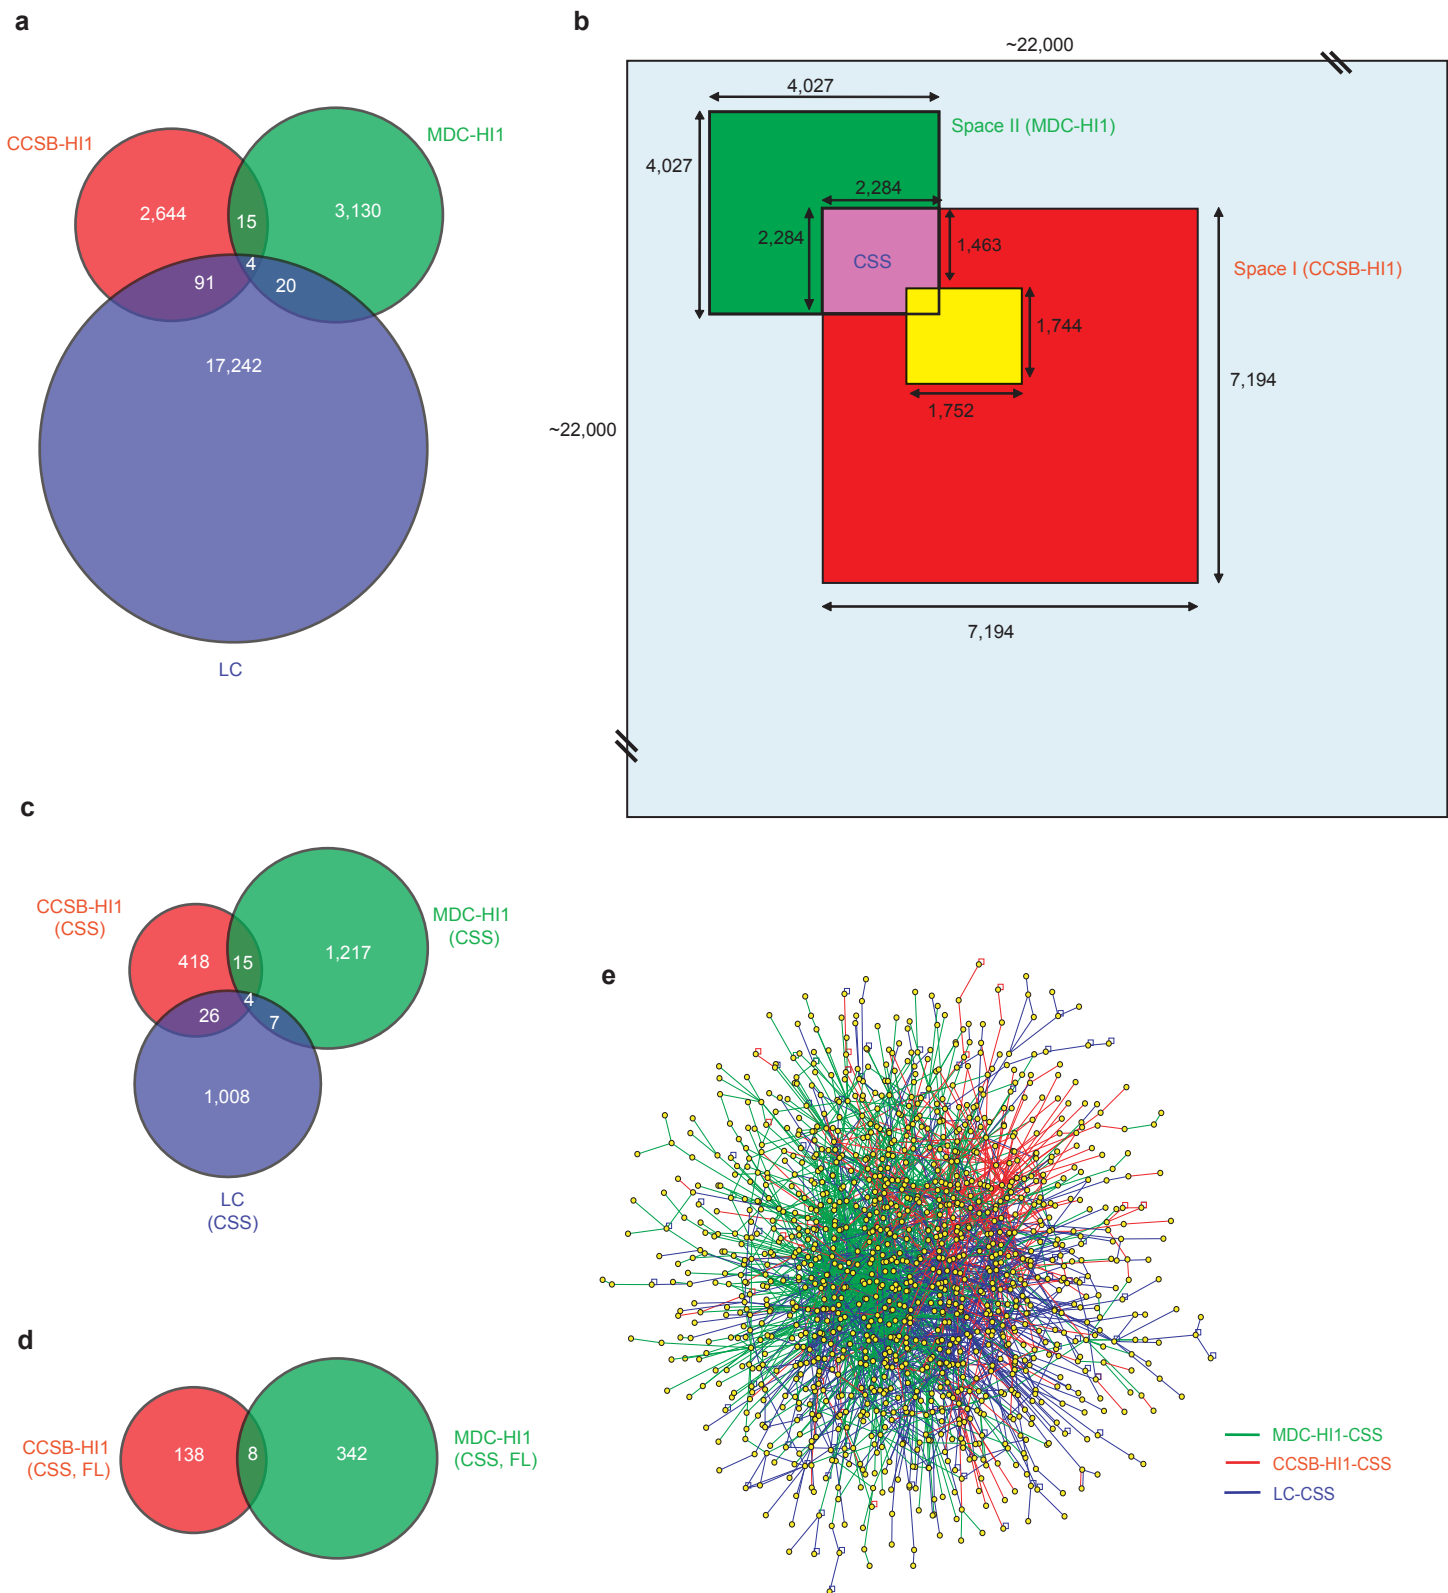 a
CCSB-HI1
MDC-HI1
2,644
15
3,130
4
91
20
17,242
LC
b
~22,000
4,027
Space II (MDC-HI1)
4,027
2,284
2,284
1,463
CSS
Space I (CCSB-HI1)
1,744
7,194
1,752
~22,000
7,194
c
CCSB-HI1
(CSS)
MDC-HI1
(CSS)
418
15
1,217
4
26
7
1,008
LC
(CSS)
d
CCSB-HI1
(CSS, FL)
138
8
342
MDC-HI1
(CSS, FL)
e
MDC-HI1-CSS
CCSB-HI1-CSS
LC-CSS